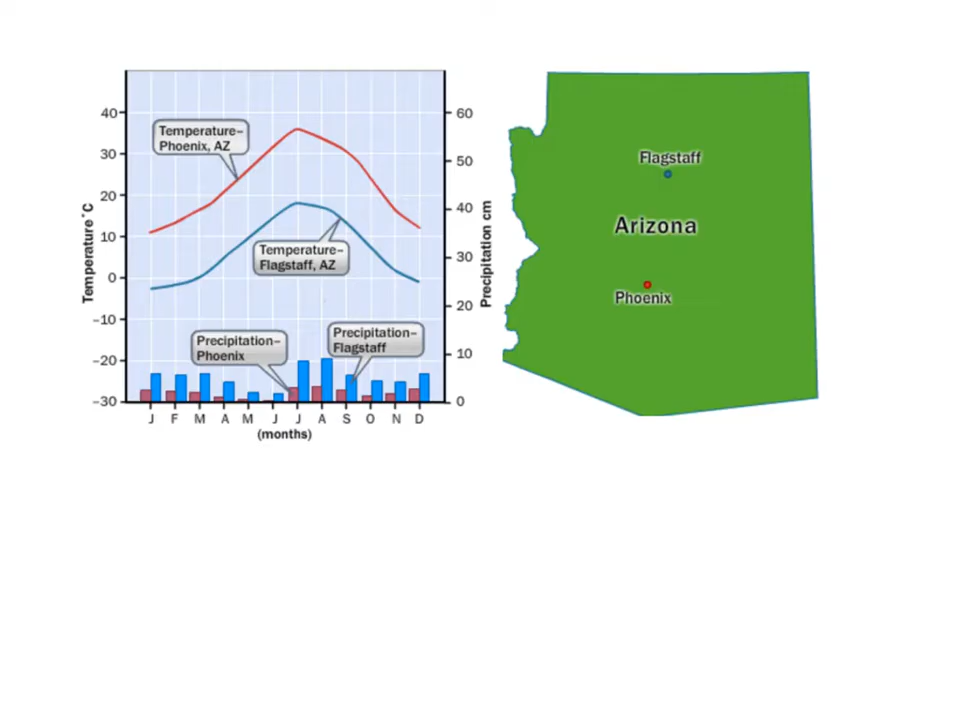 40
30
20
10
0
–10
–20
–30
Temperature˚C
Temperature–
Phoenix, AZ
Temperature–
Flagstaff, AZ
Precipitation–
Phoenix
Precipitation–
Flagstaff
60
50
40
30
20
10
0
Precipitation cm
J F M A M J J A S O N D
(months)
Flagstaff
Arizona
Phoenix